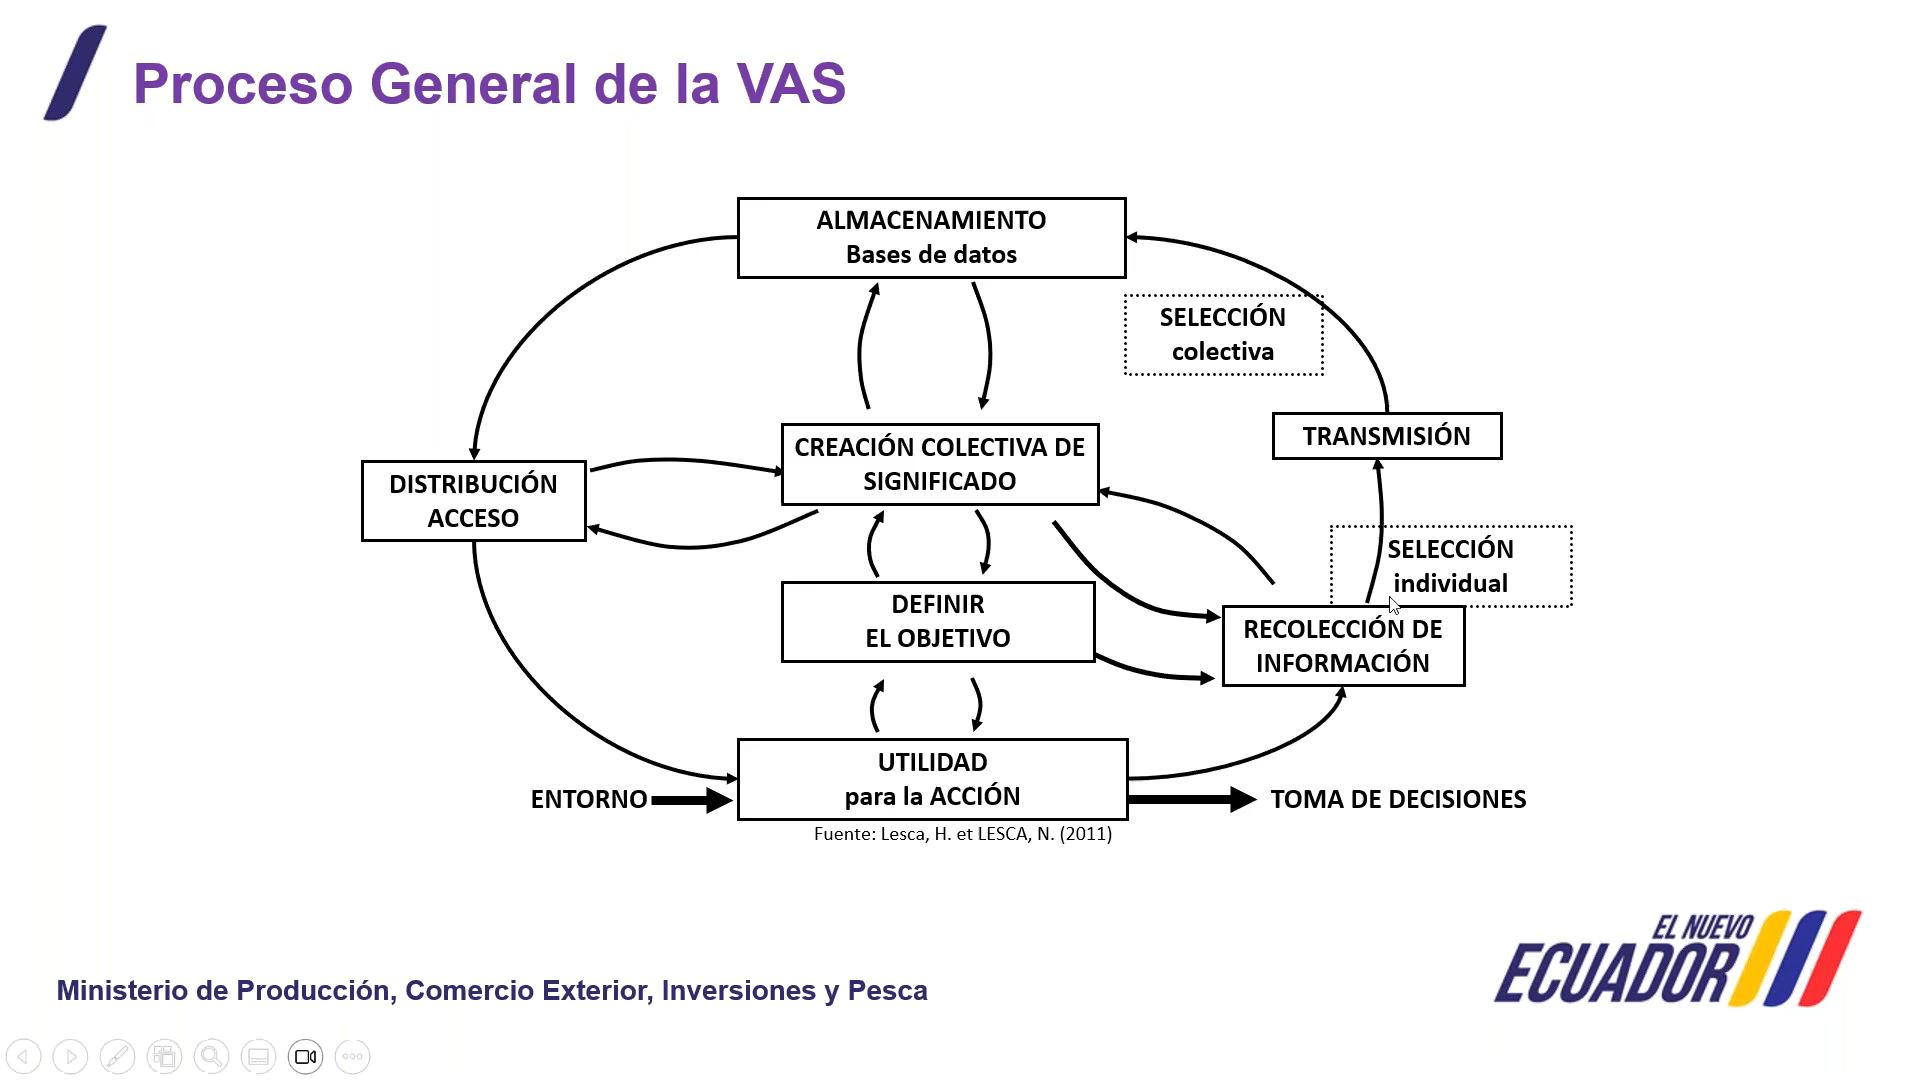 Proceso General de la VAS
ALMACENAMIENTO
Bases de datos
SELECCIÓN
colectiva
TRANSMISIÓN
CREACIÓN COLECTIVA DE
SIGNIFICADO
DISTRIBUCIÓN
ACCESO
SELECCIÓN
individual
DEFINIR
EL OBJETIVO
RECOLECCIÓN DE
INFORMACIÓN
UTILIDAD
para la ACCIÓN
ENTORNO
TOMA DE DECISIONES
Fuente: Lesca, H. et LESCA, N. (2011)
EL NUEVO
ECUADOR
Ministerio de Producción, Comercio Exterior, Inversiones y Pesca